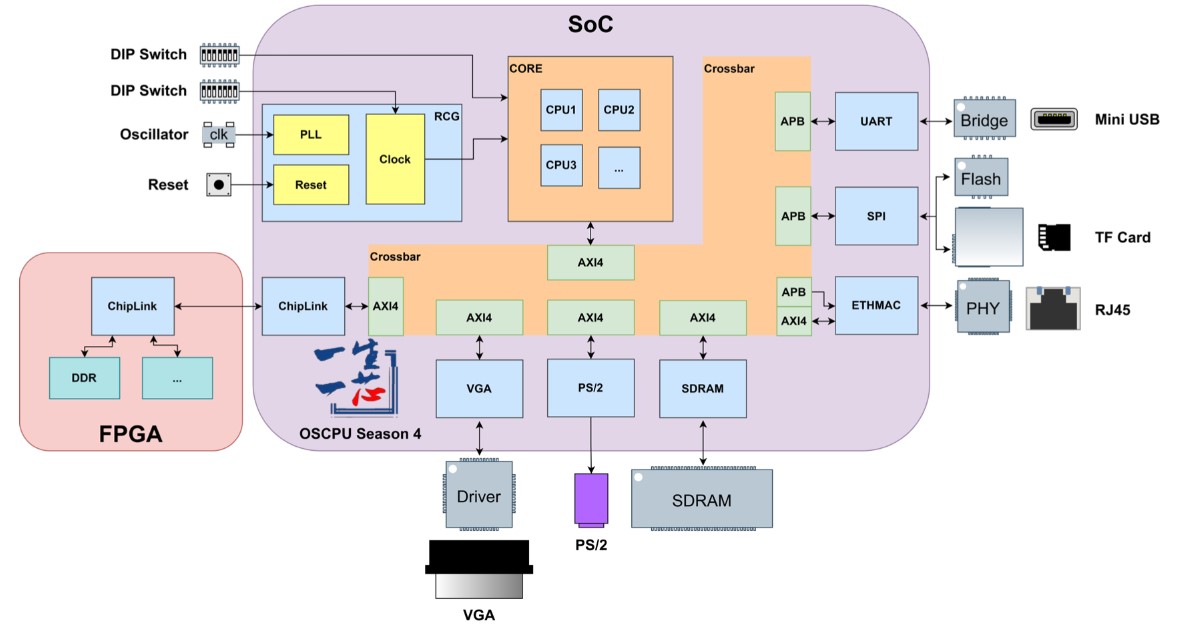 SoC
DIP Switch
DIP Switch
Oscillator
clk
Reset
RCG
PLL
Reset
Clock
CORE
CPU1
CPU2
CPU3
...
Crossbar
APB
UART
Bridge
Mini USB
APB
SPI
Flash
TF Card
APB
AXI4
ETHMAC
PHY
RJ45
Crossbar
AXI4
ChipLink
ChipLink
AXI4
AXI4
AXI4
AXI4
DDR
...
FPGA
一生一芯
OSCPU Season 4
VGA
PS/2
SDRAM
Driver
SDRAM
PS/2
VGA